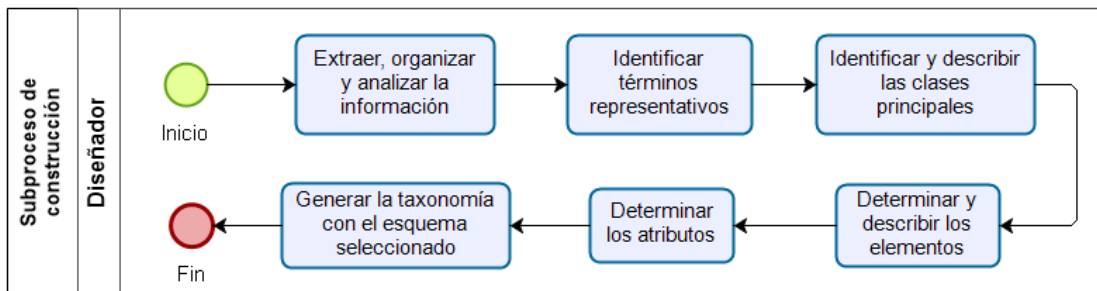 Subproceso de
construcción
Diseñador
Inicio
Extraer, organizar
y analizar la
información
Identificar
términos
representativos
Identificar y describir
las clases
principales
Determinar y
describir los
elementos
Determinar
los atributos
Generar la taxonomía
con el esquema
seleccionado
Fin